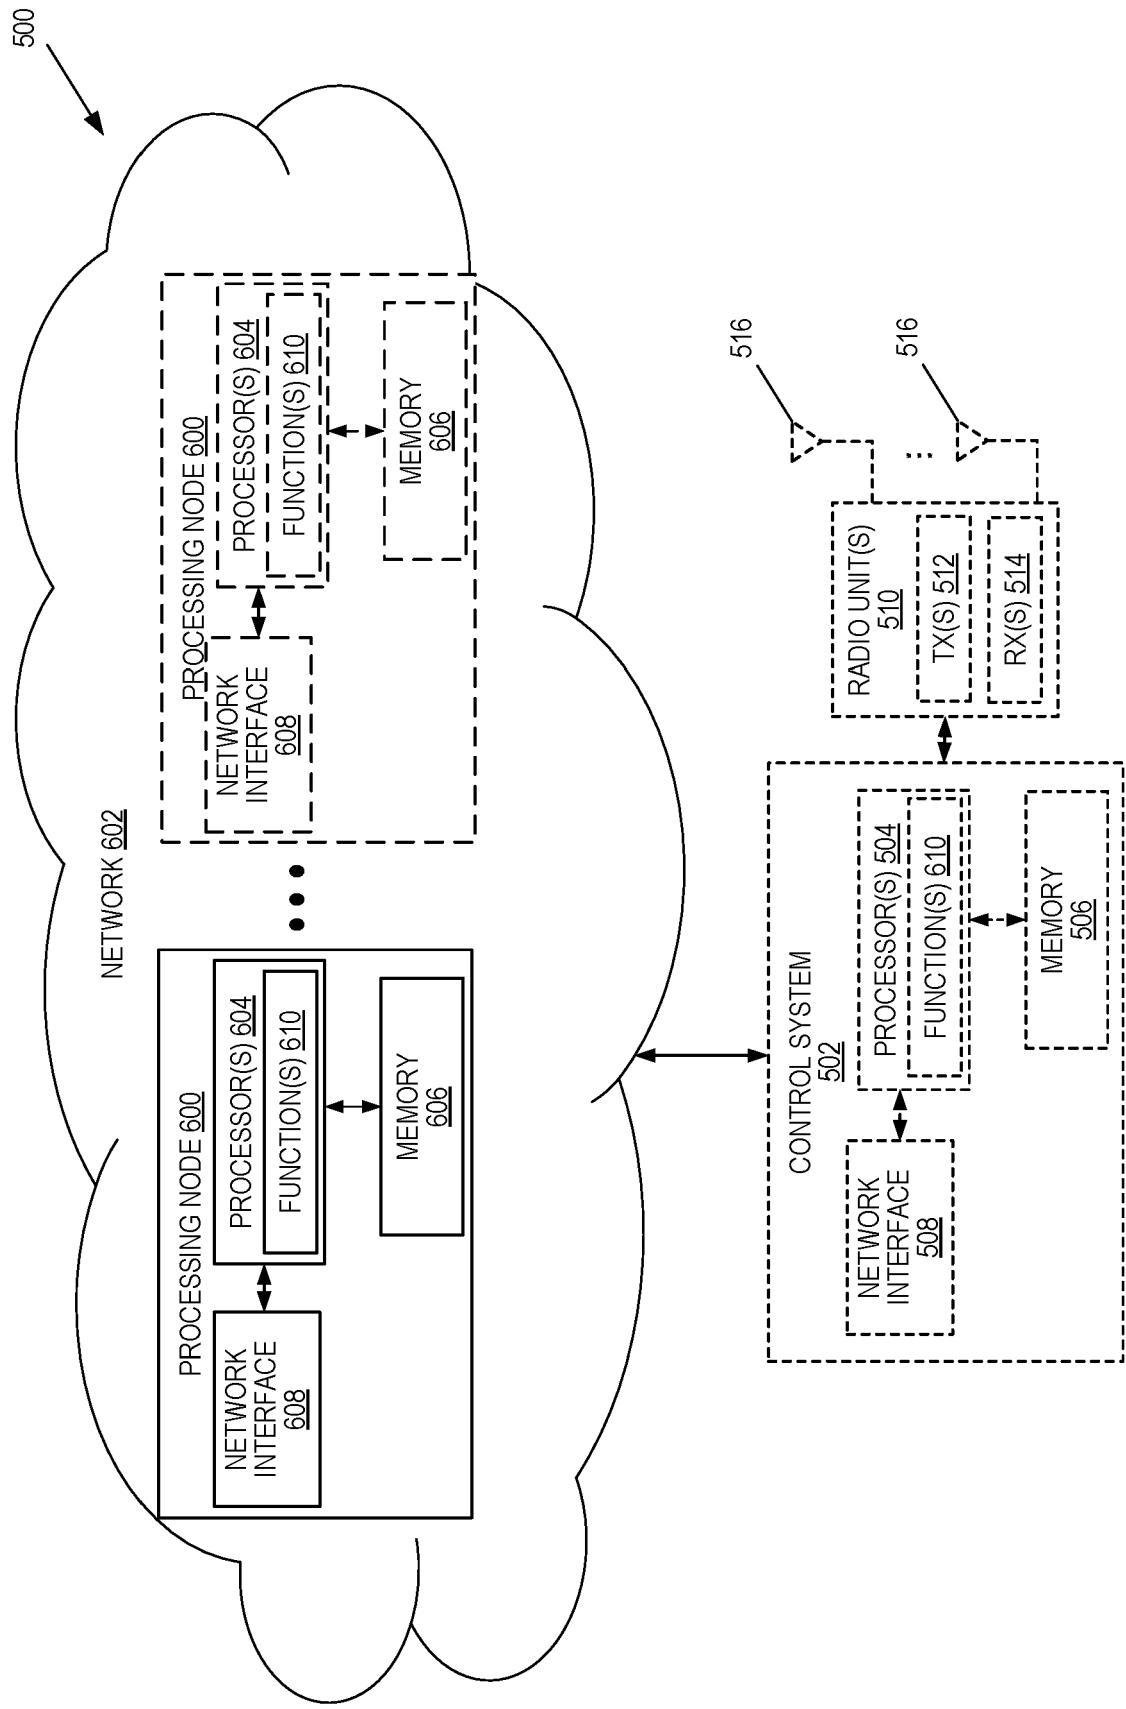 500
NETWORK 602
PROCESSING NODE 600
NETWORK
INTERFACE
608
PROCESSOR(S) 604
FUNCTION(S) 610
MEMORY
606
PROCESSING NODE 600
NETWORK
INTERFACE
608
PROCESSOR(S) 604
FUNCTION(S) 610
MEMORY
606
CONTROL SYSTEM
502
NETWORK
INTERFACE
508
PROCESSOR(S) 504
FUNCTION(S) 610
MEMORY
506
RADIO UNIT(S)
510
TX(S) 512
RX(S) 514
516
516